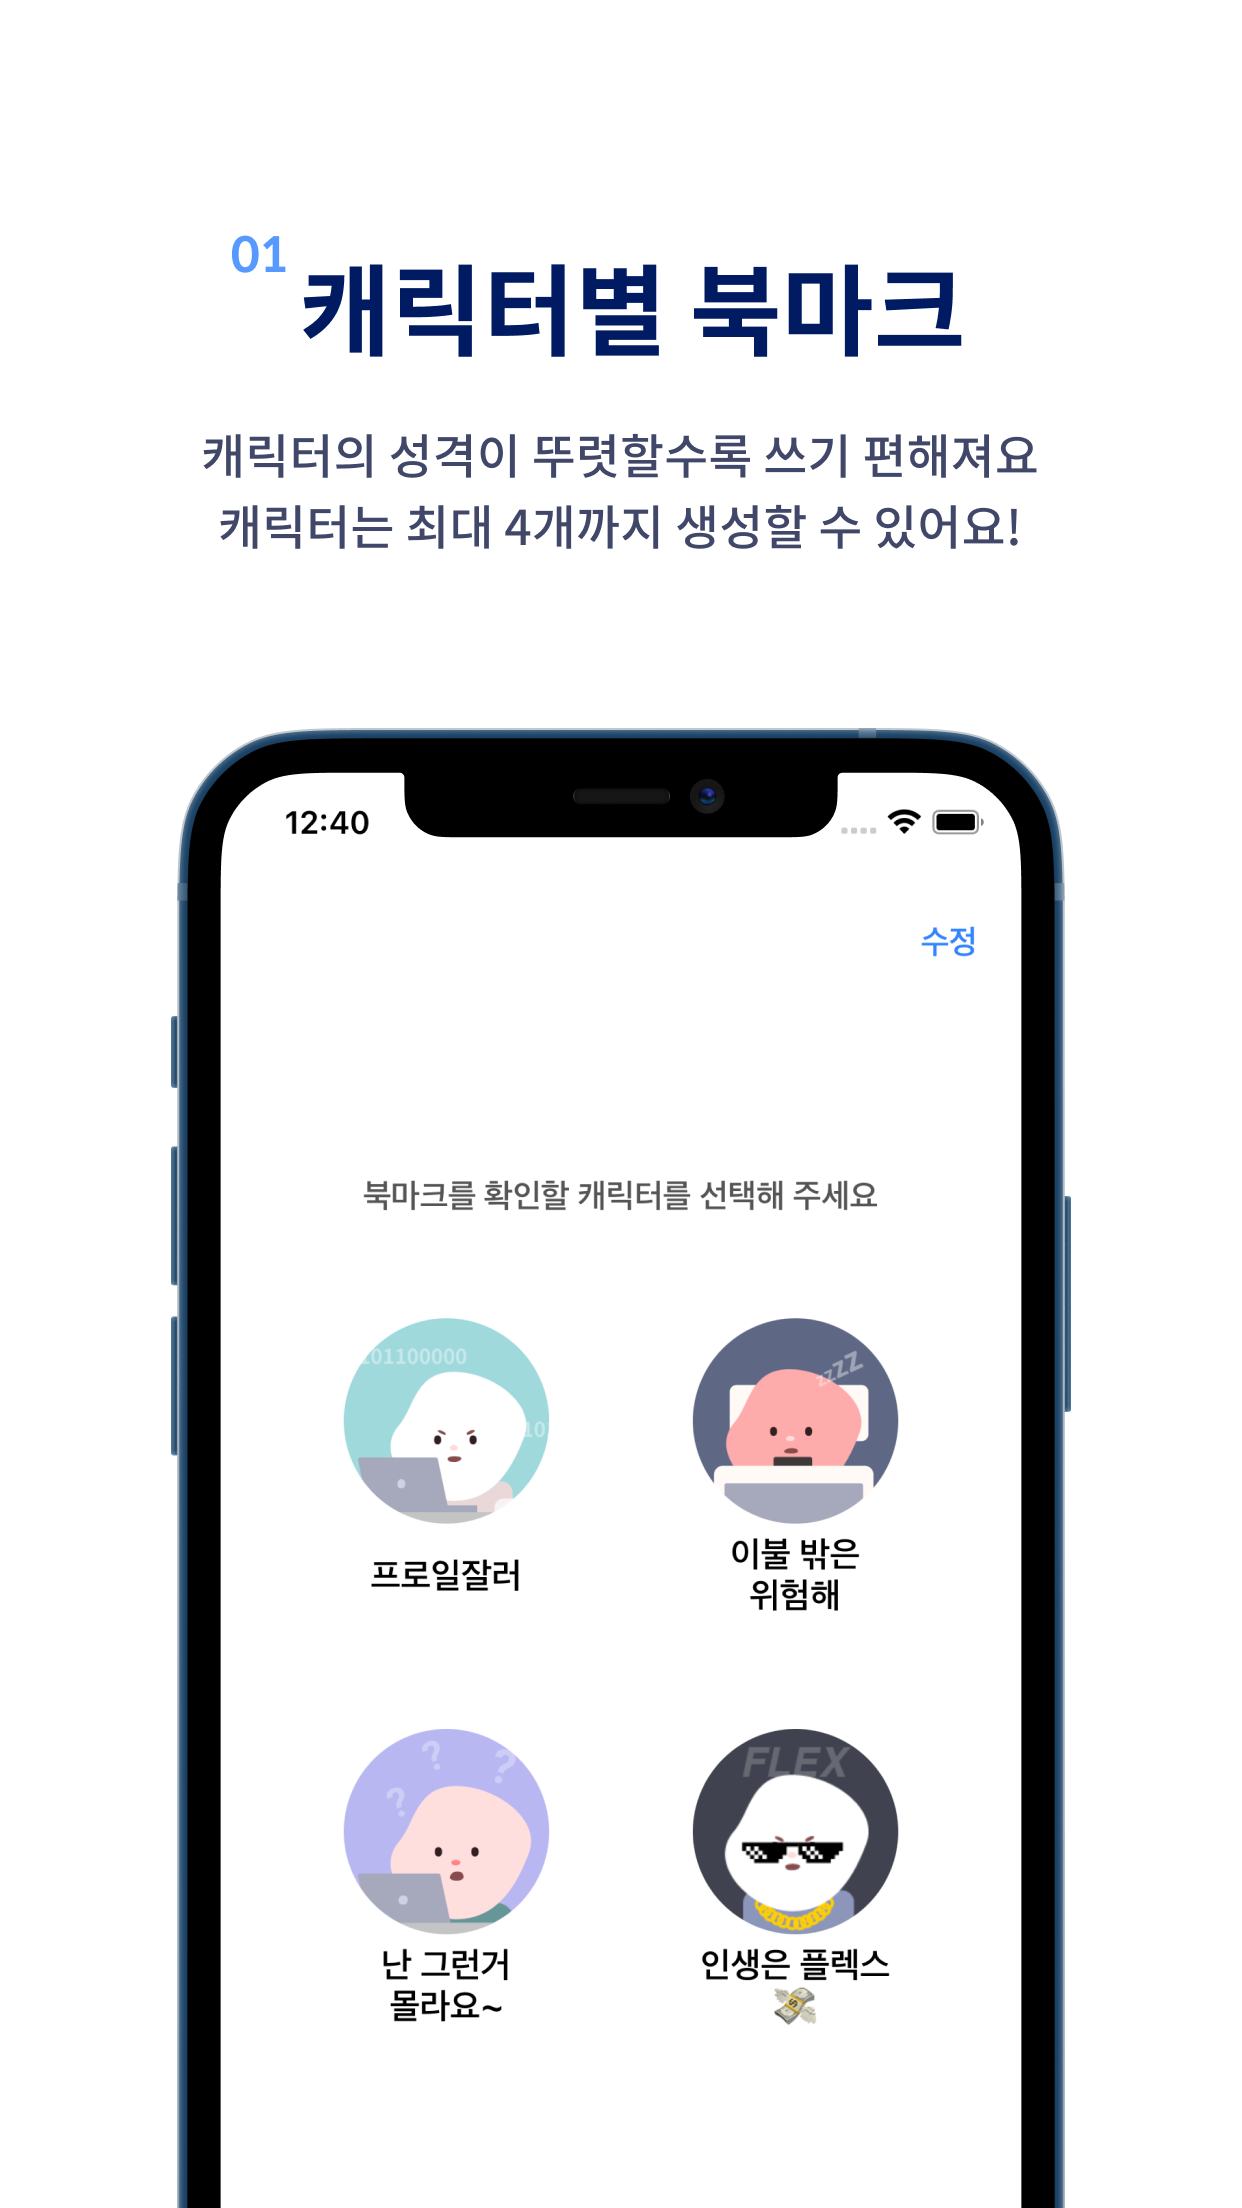 01
캐릭터별 북마크
캐릭터의 성격이 뚜렷할수록 쓰기 편해져요
캐릭터는 최대 4개까지 생성할 수 있어요!
12:40
수정
북마크를 확인할 캐릭터를 선택해 주세요
101100000
10
zzzZ
프로일잘러
이불 밖은
위험해
? ? ?
FLEX
난 그런거
몰라요~
인생은 플렉스
💸